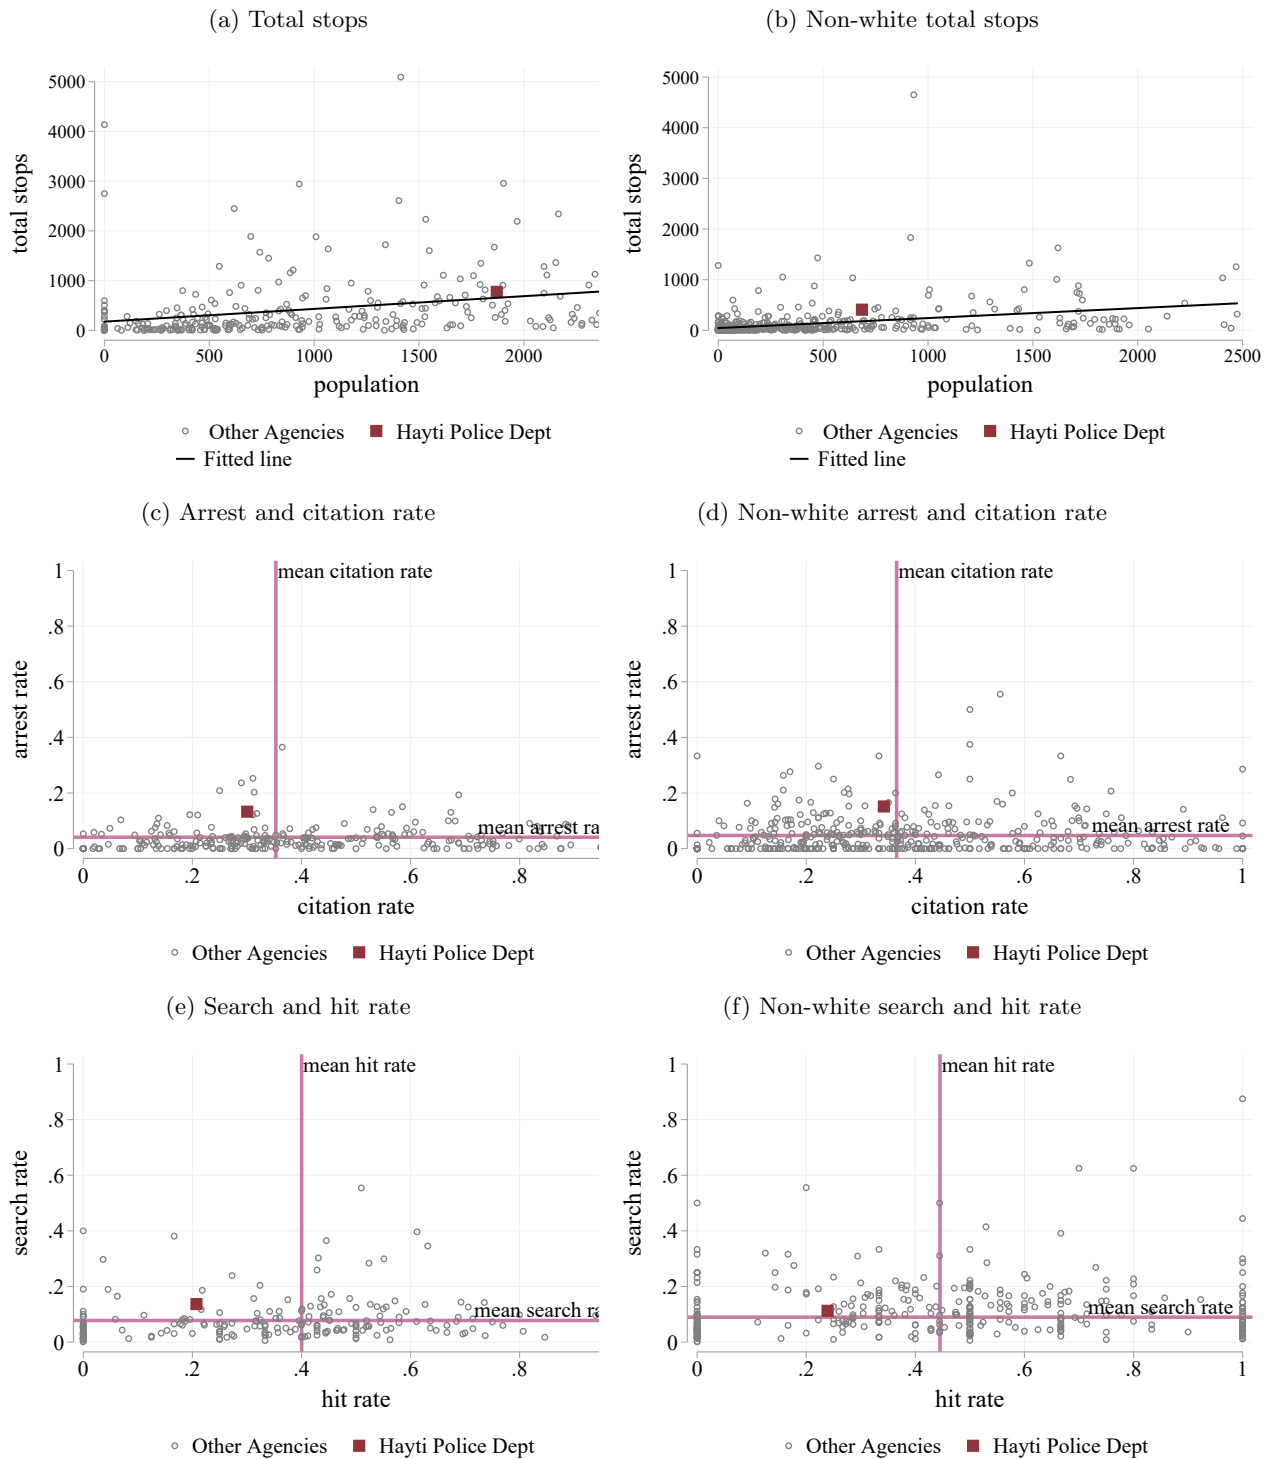 (a) Total stops
(b) Non-white total stops
total stops
5000
4000
3000
2000
1000
0
0 500 1000 1500 2000
population
Other Agencies Hayti Police Dept
Fitted line
total stops
5000
4000
3000
2000
1000
0
0 500 1000 1500 2000 2500
population
Other Agencies Hayti Police Dept
Fitted line
(c) Arrest and citation rate
(d) Non-white arrest and citation rate
arrest rate
1
.8
.6
.4
.2
0
mean citation rate
mean arrest ra
0 .2 .4 .6 .8
citation rate
Other Agencies Hayti Police Dept
arrest rate
1
.8
.6
.4
.2
0
mean citation rate
mean arrest rate
0 .2 .4 .6 .8 1
citation rate
Other Agencies Hayti Police Dept
(e) Search and hit rate
(f) Non-white search and hit rate
search rate
1
.8
.6
.4
.2
0
mean hit rate
mean search ra
0 .2 .4 .6 .8
hit rate
Other Agencies Hayti Police Dept
search rate
1
.8
.6
.4
.2
0
mean hit rate
mean search rate
0 .2 .4 .6 .8 1
hit rate
Other Agencies Hayti Police Dept